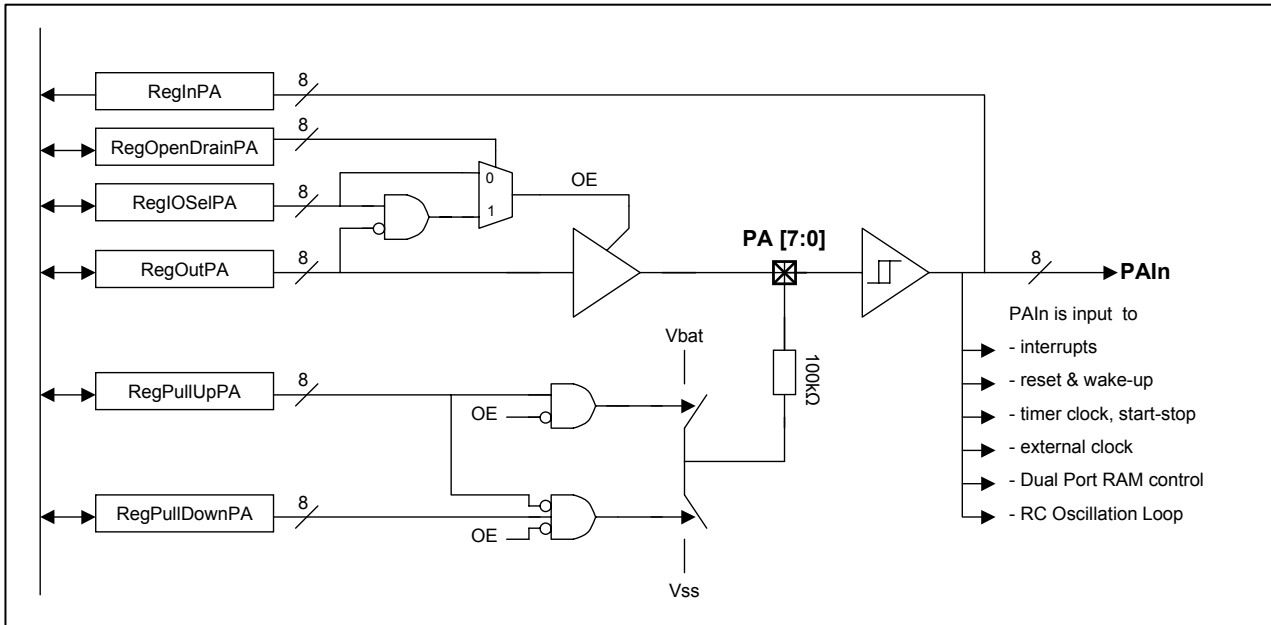 RegInPA
8
RegOpenDrainPA
8
RegIOSelPA
8
0
1
OE
RegOutPA
8
PA [7:0]
8
PAIn
PAIn is input to
- interrupts
- reset & wake-up
- timer clock, start-stop
- external clock
- Dual Port RAM control
- RC Oscillation Loop
Vbat
100kΩ
RegPullUpPA
8
OE
RegPullDownPA
8
OE
Vss